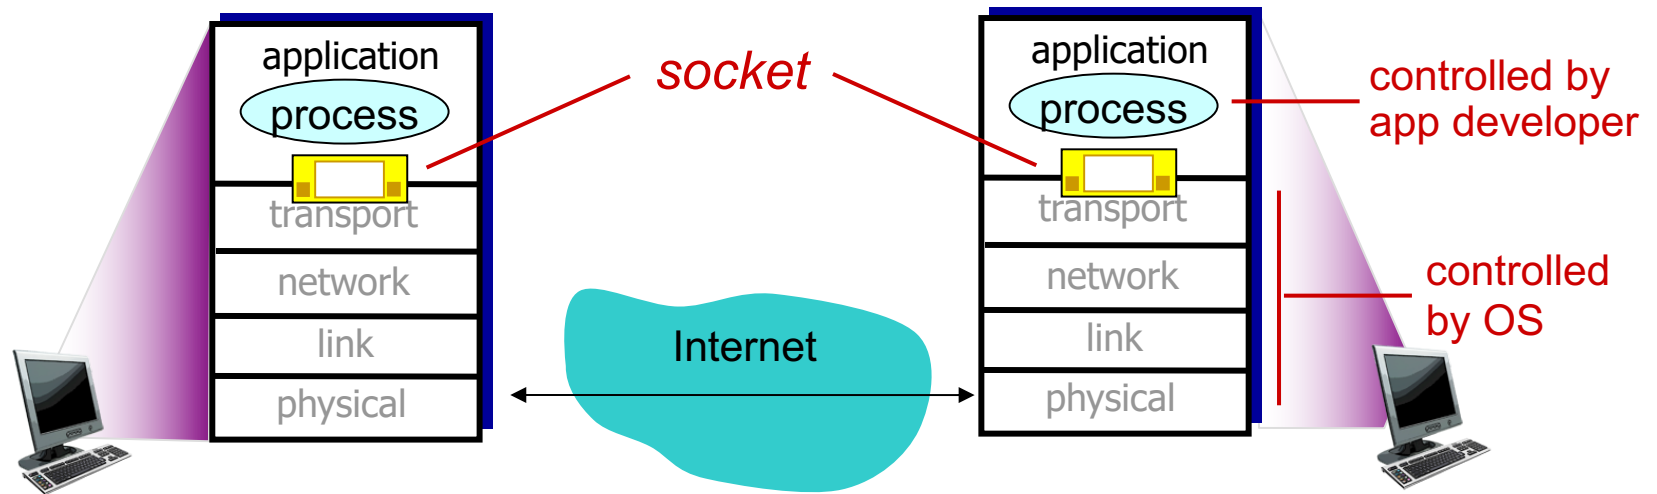 application
process
transport
network
link
physical
socket
Internet
application
process
transport
network
link
physical
controlled by
app developer
controlled
by OS